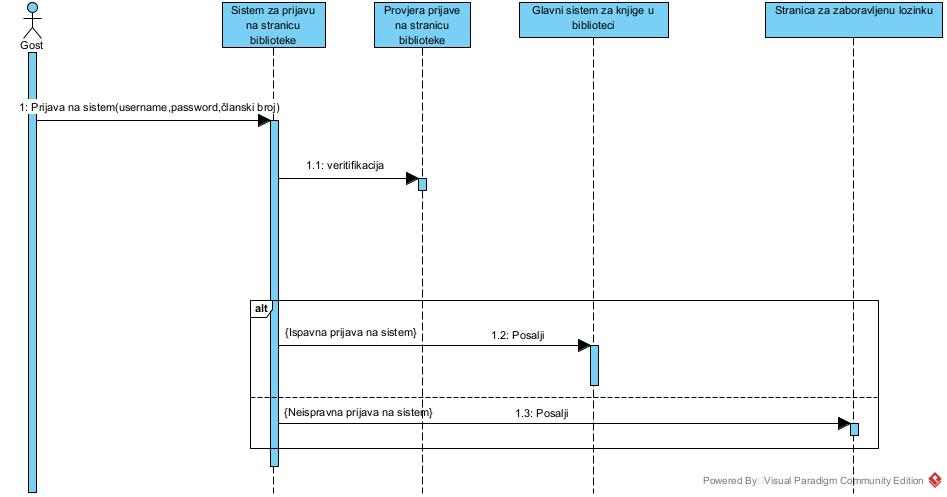 Gost
Sistem za prijavu
na stranicu
biblioteke
Provjera prijave
na stranicu
biblioteke
Glavni sistem za knjige u
biblioteci
Stranica za zaboravljenu lozinku
1: Prijava na sistem(username,password,članski broj)
1.1: veritifikacija
alt
{Ispavna prijava na sistem}
1.2: Posalji
{Neispravna prijava na sistem}
1.3: Posalji
Powered By Visual Paradigm Community Edition